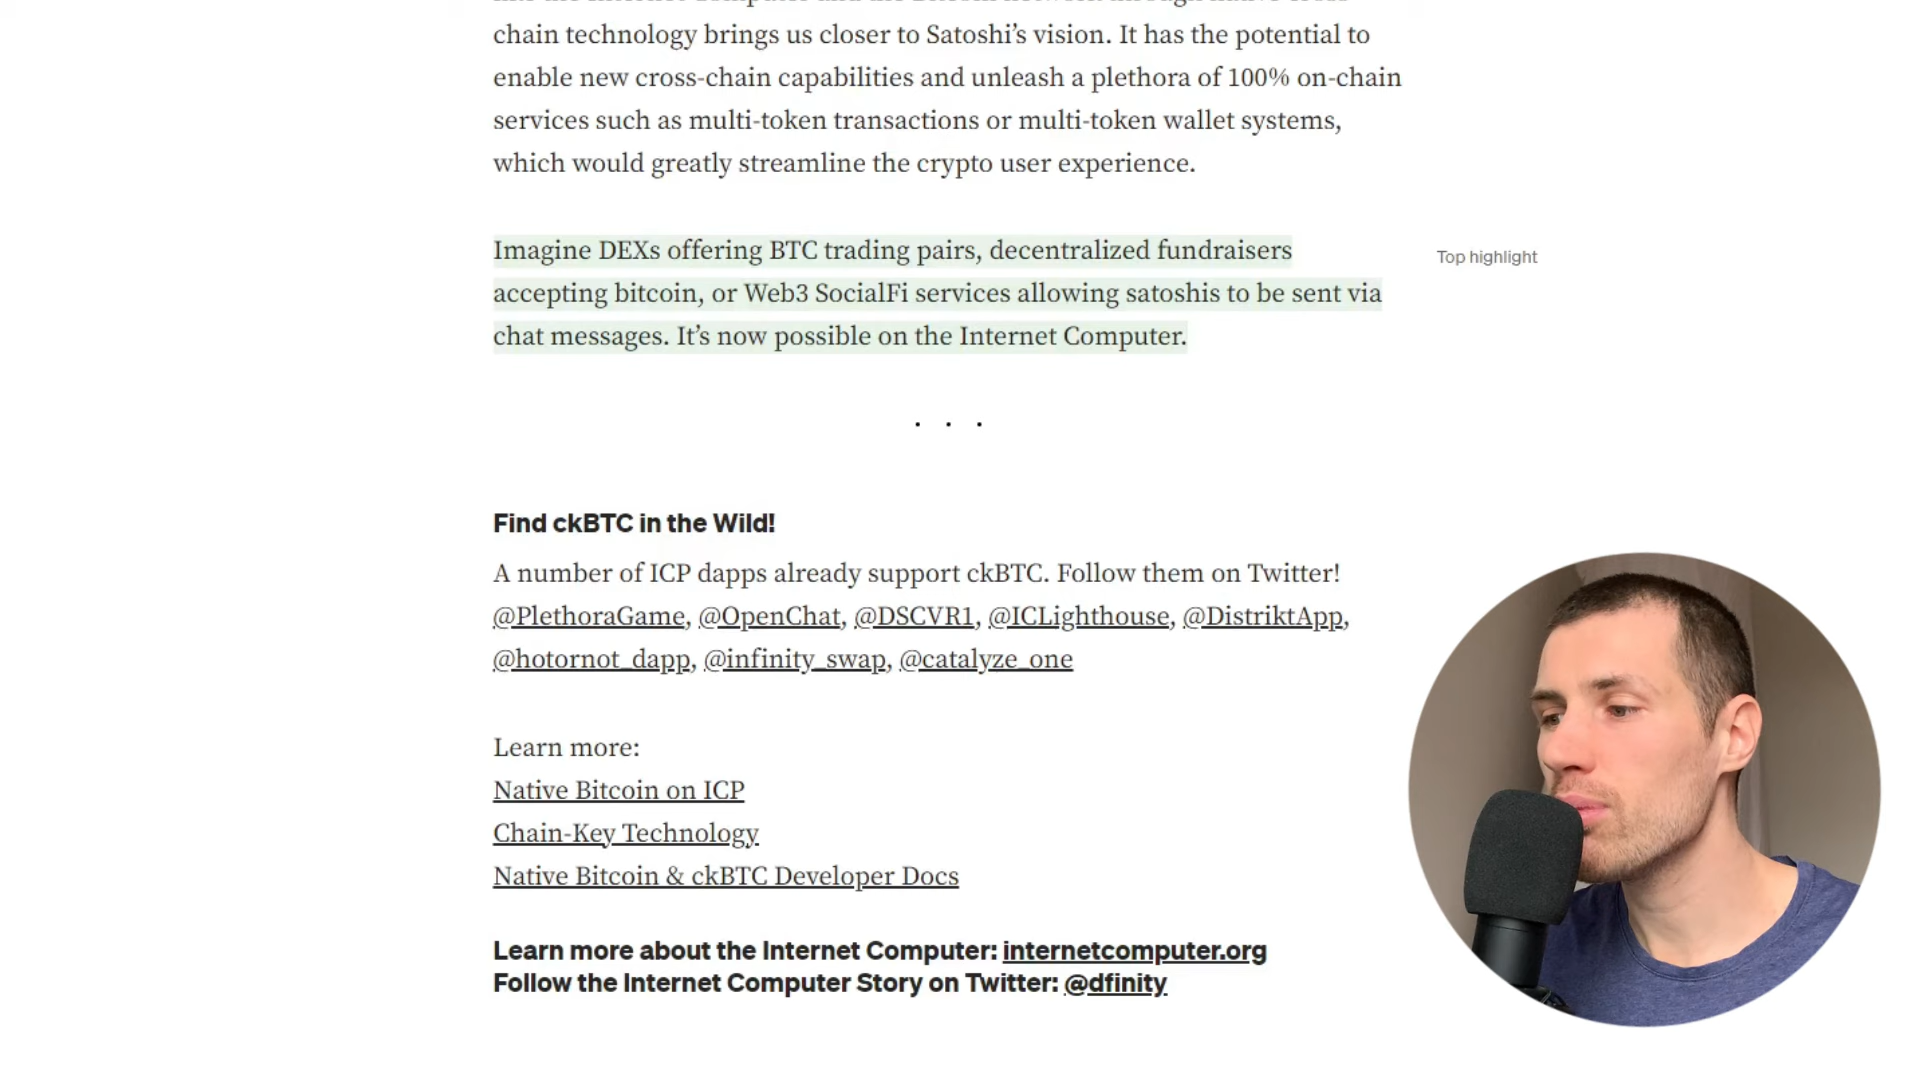 chain technology brings us closer to Satoshi’s vision. It has the potential to
enable new cross-chain capabilities and unleash a plethora of 100% on-chain
services such as multi-token transactions or multi-token wallet systems,
which would greatly streamline the crypto user experience.
Imagine DEXs offering BTC trading pairs, decentralized fundraisers
Top highlight
accepting bitcoin, or Web3 SocialFi services allowing satoshis to be sent via
chat messages. It’s now possible on the Internet Computer.
. . .
Find ckBTC in the Wild!
A number of ICP dapps already support ckBTC. Follow them on Twitter!
@PlethoraGame, @OpenChat, @DSCVR1, @ICLighthouse, @DistriktApp,
@hotornot_dapp, @infinity_swap, @catalyze_one
Learn more:
Native Bitcoin on ICP
Chain-Key Technology
Native Bitcoin & ckBTC Developer Docs
Learn more about the Internet Computer: internetcomputer.org
Follow the Internet Computer Story on Twitter: @dfinity